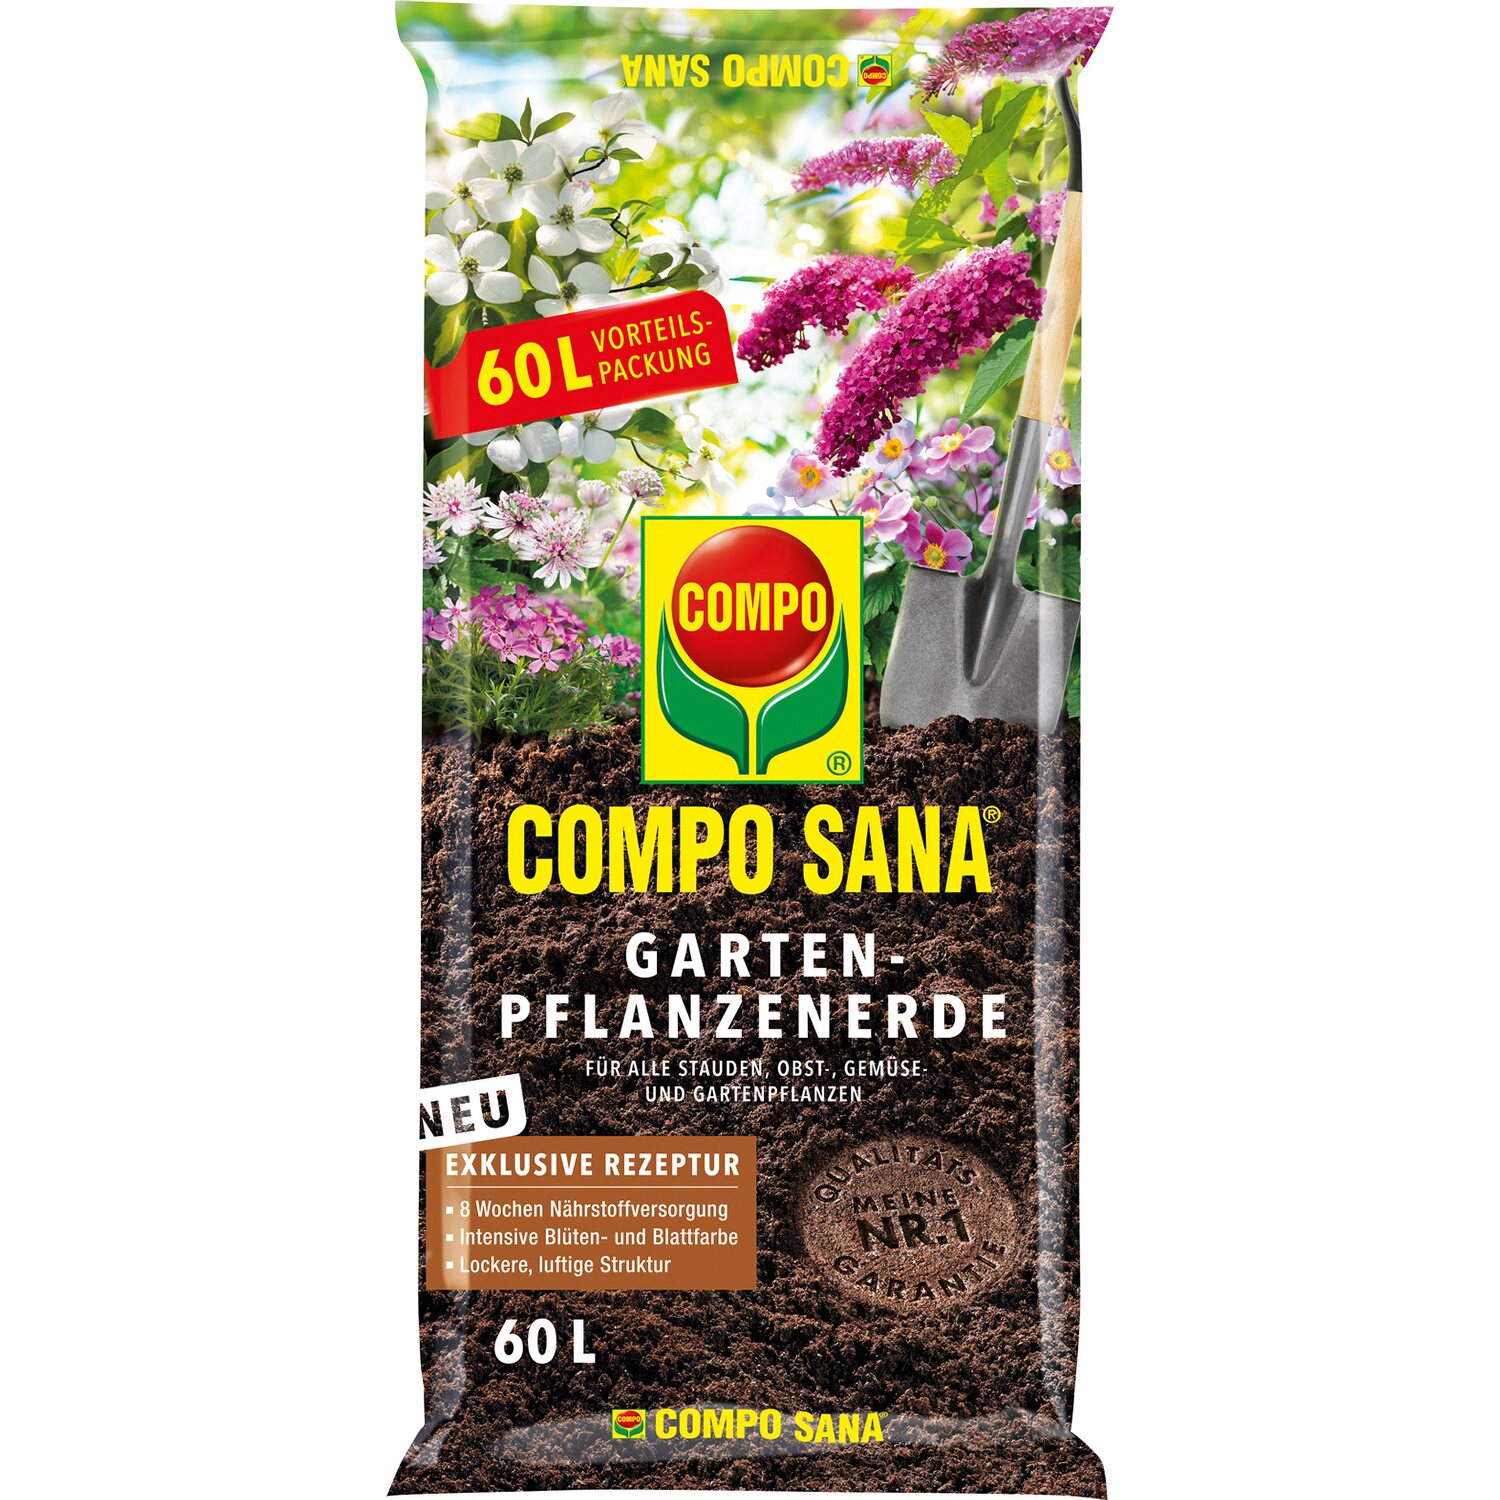 COMPO SANA
60 L VORTEILS-
PACKUNG
COMPO
®
COMPO SANA®
GARTEN-
PFLANZENERDE
FÜR ALLE STAUDEN, OBST-, GEMÜSE-
UND GARTENPFLANZEN
NEU
EXKLUSIVE REZEPTUR
▪ 8 Wochen Nährstoffversorgung
▪ Intensive Blüten- und Blattfarbe
▪ Lockere, luftige Struktur
QUALITÄTS-
MEINE
NR.1
GARANTIE
60 L
COMPO COMPO SANA®